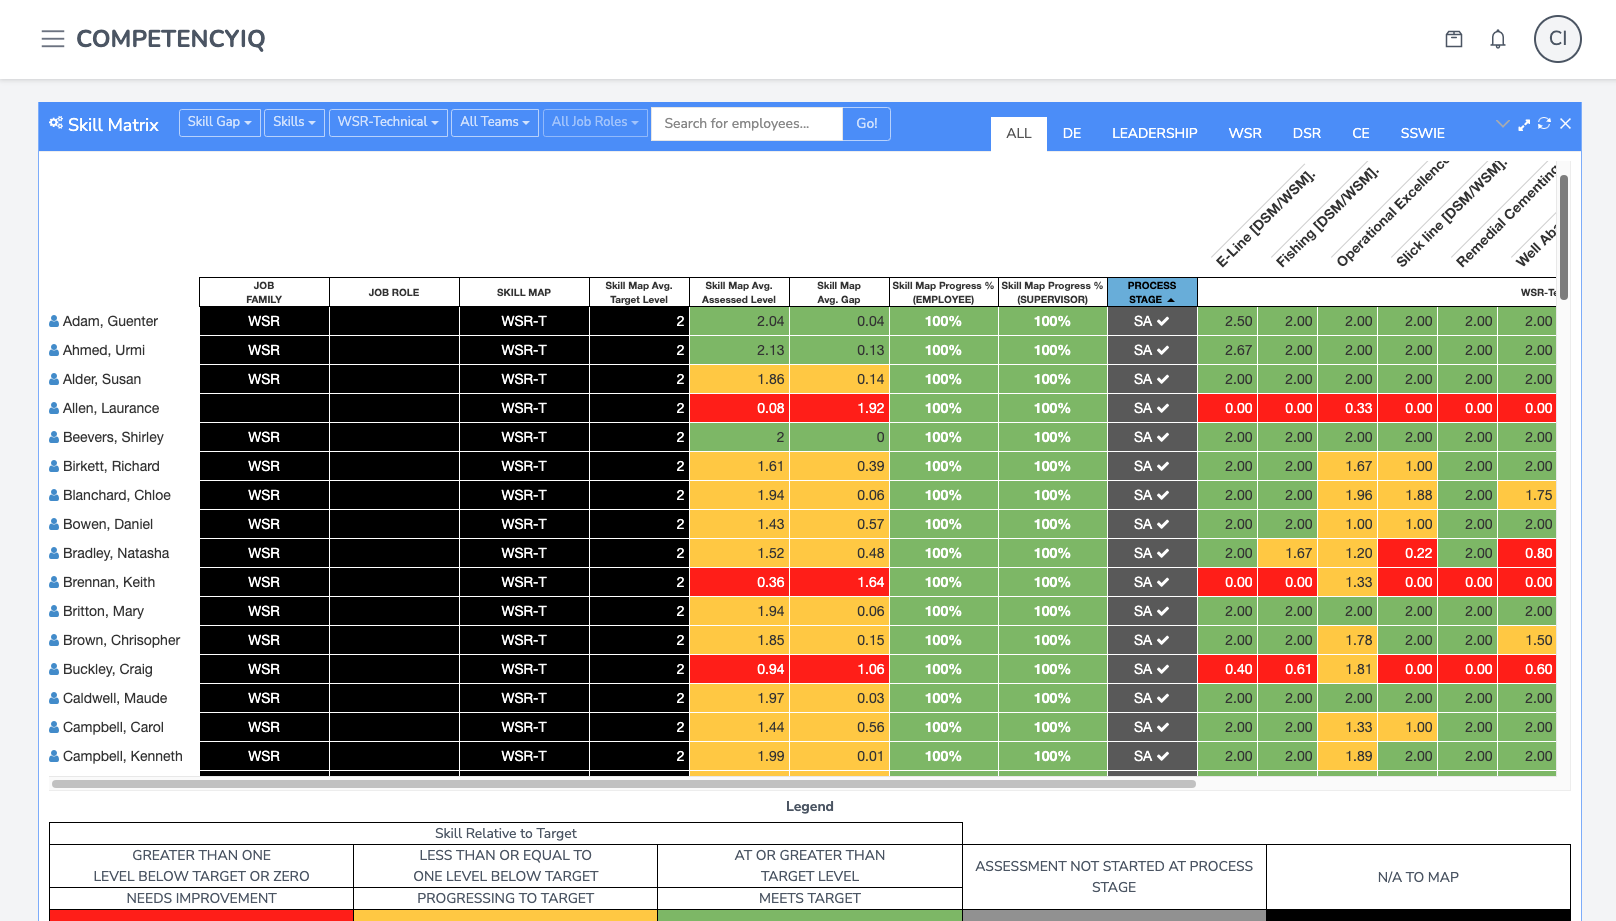 COMPETENCYIQ
CI
Skill Matrix
Skill Gap
Skills
WSR-Technical
All Teams
All Job Roles
Search for employees...
Go!
ALL
DE
LEADERSHIP
WSR
DSR
CE
SSWIE
E-Line [DSM/WSM].
Fishing [DSM/WSM].
Operational Excellence
Slick line [DSM/WSM].
Remedial Cementing
Well
JOB FAMILY
JOB ROLE
SKILL MAP
Skill Map Avg. Target Level
Skill Map Avg. Assessed Level
Skill Map Avg. Gap
Skill Map Progress % (EMPLOYEE)
Skill Map Progress % (SUPERVISOR)
PROCESS STAGE
Adam, Guenter WSR WSR-T 2 2.04 0.04 100% 100% SA 2.50 2.00 2.00 2.00 2.00 2.00
Ahmed, Urmi WSR WSR-T 2 2.13 0.13 100% 100% SA 2.67 2.00 2.00 2.00 2.00 2.00
Alder, Susan WSR WSR-T 2 1.86 0.14 100% 100% SA 2.00 2.00 2.00 2.00 2.00 2.00
Allen, Laurance WSR-T 2 0.08 1.92 100% 100% SA 0.00 0.00 0.33 0.00 0.00 0.00
Beevers, Shirley WSR WSR-T 2 2 0 100% 100% SA 2.00 2.00 2.00 2.00 2.00 2.00
Birkett, Richard WSR WSR-T 2 1.61 0.39 100% 100% SA 2.00 2.00 1.67 1.00 2.00 2.00
Blanchard, Chloe WSR WSR-T 2 1.94 0.06 100% 100% SA 2.00 2.00 1.96 1.88 2.00 1.75
Bowen, Daniel WSR WSR-T 2 1.43 0.57 100% 100% SA 2.00 2.00 1.00 1.00 2.00 2.00
Bradley, Natasha WSR WSR-T 2 1.52 0.48 100% 100% SA 2.00 1.67 1.20 0.22 2.00 0.80
Brennan, Keith WSR WSR-T 2 0.36 1.64 100% 100% SA 0.00 0.00 1.33 0.00 0.00 0.00
Britton, Mary WSR WSR-T 2 1.94 0.06 100% 100% SA 2.00 2.00 2.00 2.00 2.00 2.00
Brown, Chrisopher WSR WSR-T 2 1.85 0.15 100% 100% SA 2.00 2.00 1.78 2.00 2.00 1.50
Buckley, Craig WSR WSR-T 2 0.94 1.06 100% 100% SA 0.40 0.61 1.81 0.00 0.00 0.60
Caldwell, Maude WSR WSR-T 2 1.97 0.03 100% 100% SA 2.00 2.00 2.00 2.00 2.00 2.00
Campbell, Carol WSR WSR-T 2 1.44 0.56 100% 100% SA 2.00 2.00 1.33 1.00 2.00 2.00
Campbell, Kenneth WSR WSR-T 2 1.99 0.01 100% 100% SA 2.00 2.00 1.89 2.00 2.00 2.00
Legend
Skill Relative to Target
GREATER THAN ONE
LEVEL BELOW TARGET OR ZERO
LESS THAN OR EQUAL TO
ONE LEVEL BELOW TARGET
AT OR GREATER THAN
TARGET LEVEL
ASSESSMENT NOT STARTED AT PROCESS
STAGE
N/A TO MAP
NEEDS IMPROVEMENT
PROGRESSING TO TARGET
MEETS TARGET